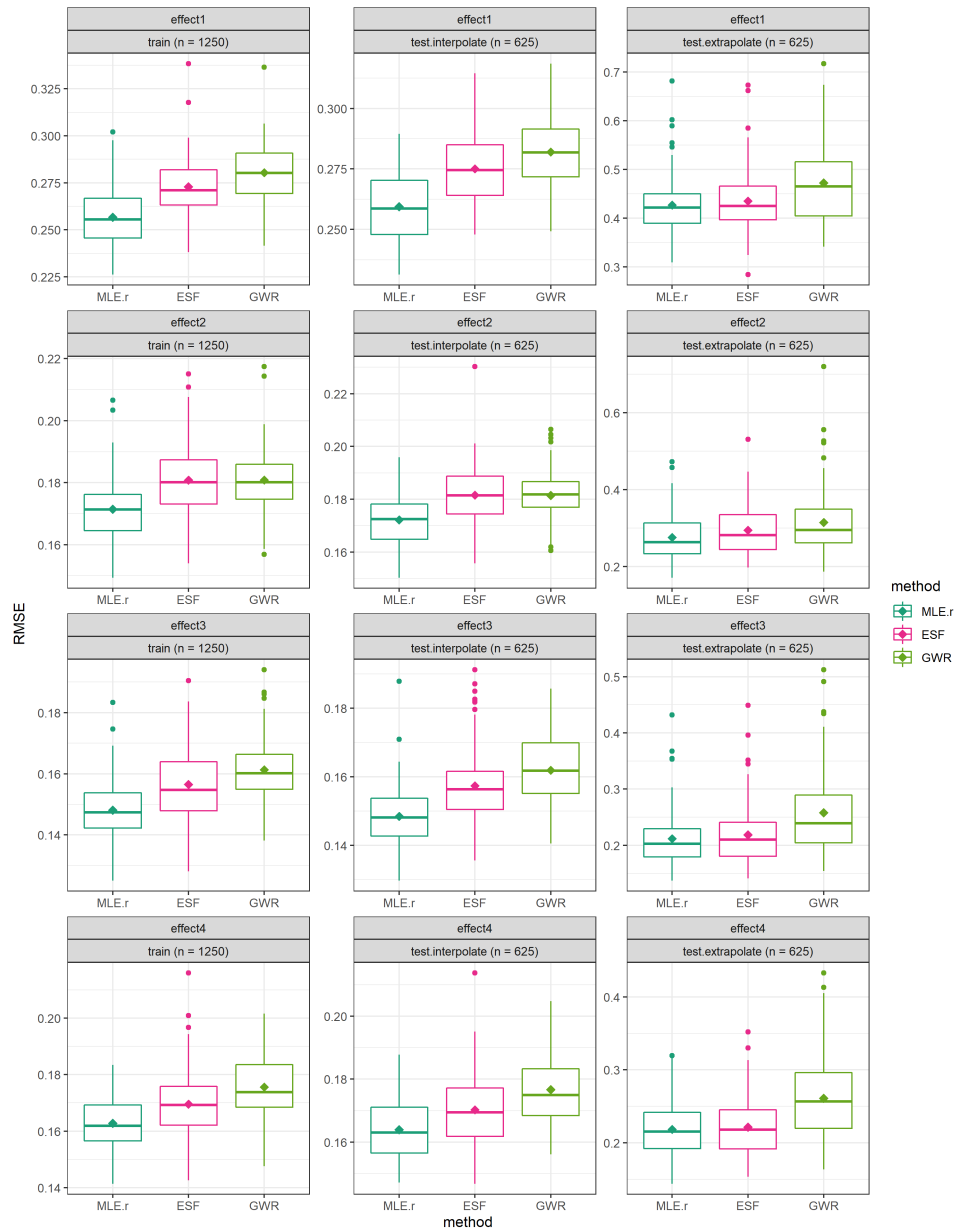 effect1
train (n = 1250)
0.325
0.300
0.275
0.250
0.225
MLE.r ESF GWR
effect1
test.interpolate (n = 625)
0.300
0.275
0.250
MLE.r ESF GWR
effect1
test.extrapolate (n = 625)
0.7
0.6
0.5
0.4
0.3
MLE.r ESF GWR
effect2
train (n = 1250)
0.22
0.20
0.18
0.16
MLE.r ESF GWR
effect2
test.interpolate (n = 625)
0.22
0.20
0.18
0.16
MLE.r ESF GWR
effect2
test.extrapolate (n = 625)
0.6
0.4
0.2
MLE.r ESF GWR
effect3
train (n = 1250)
0.18
0.16
0.14
MLE.r ESF GWR
effect3
test.interpolate (n = 625)
0.18
0.16
0.14
MLE.r ESF GWR
effect3
test.extrapolate (n = 625)
0.5
0.4
0.3
0.2
MLE.r ESF GWR
effect4
train (n = 1250)
0.20
0.18
0.16
0.14
MLE.r ESF GWR
effect4
test.interpolate (n = 625)
0.20
0.18
0.16
MLE.r ESF GWR
effect4
test.extrapolate (n = 625)
0.4
0.3
0.2
MLE.r ESF GWR
RMSE
method
method
MLE.r
ESF
GWR